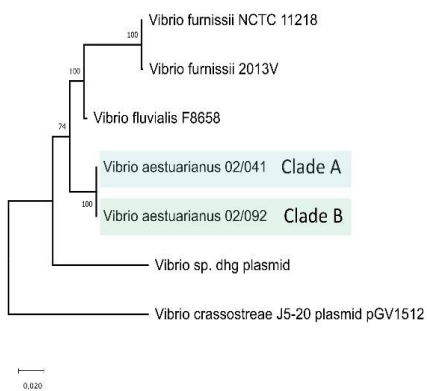 Vibrio furnissii NCTC 11218
100
Vibrio furnissii 2013V
100
Vibrio fluvialis F8658
74
Vibrio aestuarianus 02/041 Clade A
100
Vibrio aestuarianus 02/092 Clade B
Vibrio sp. dhg plasmid
Vibrio crassostreae J5-20 plasmid pGV1512
0,020